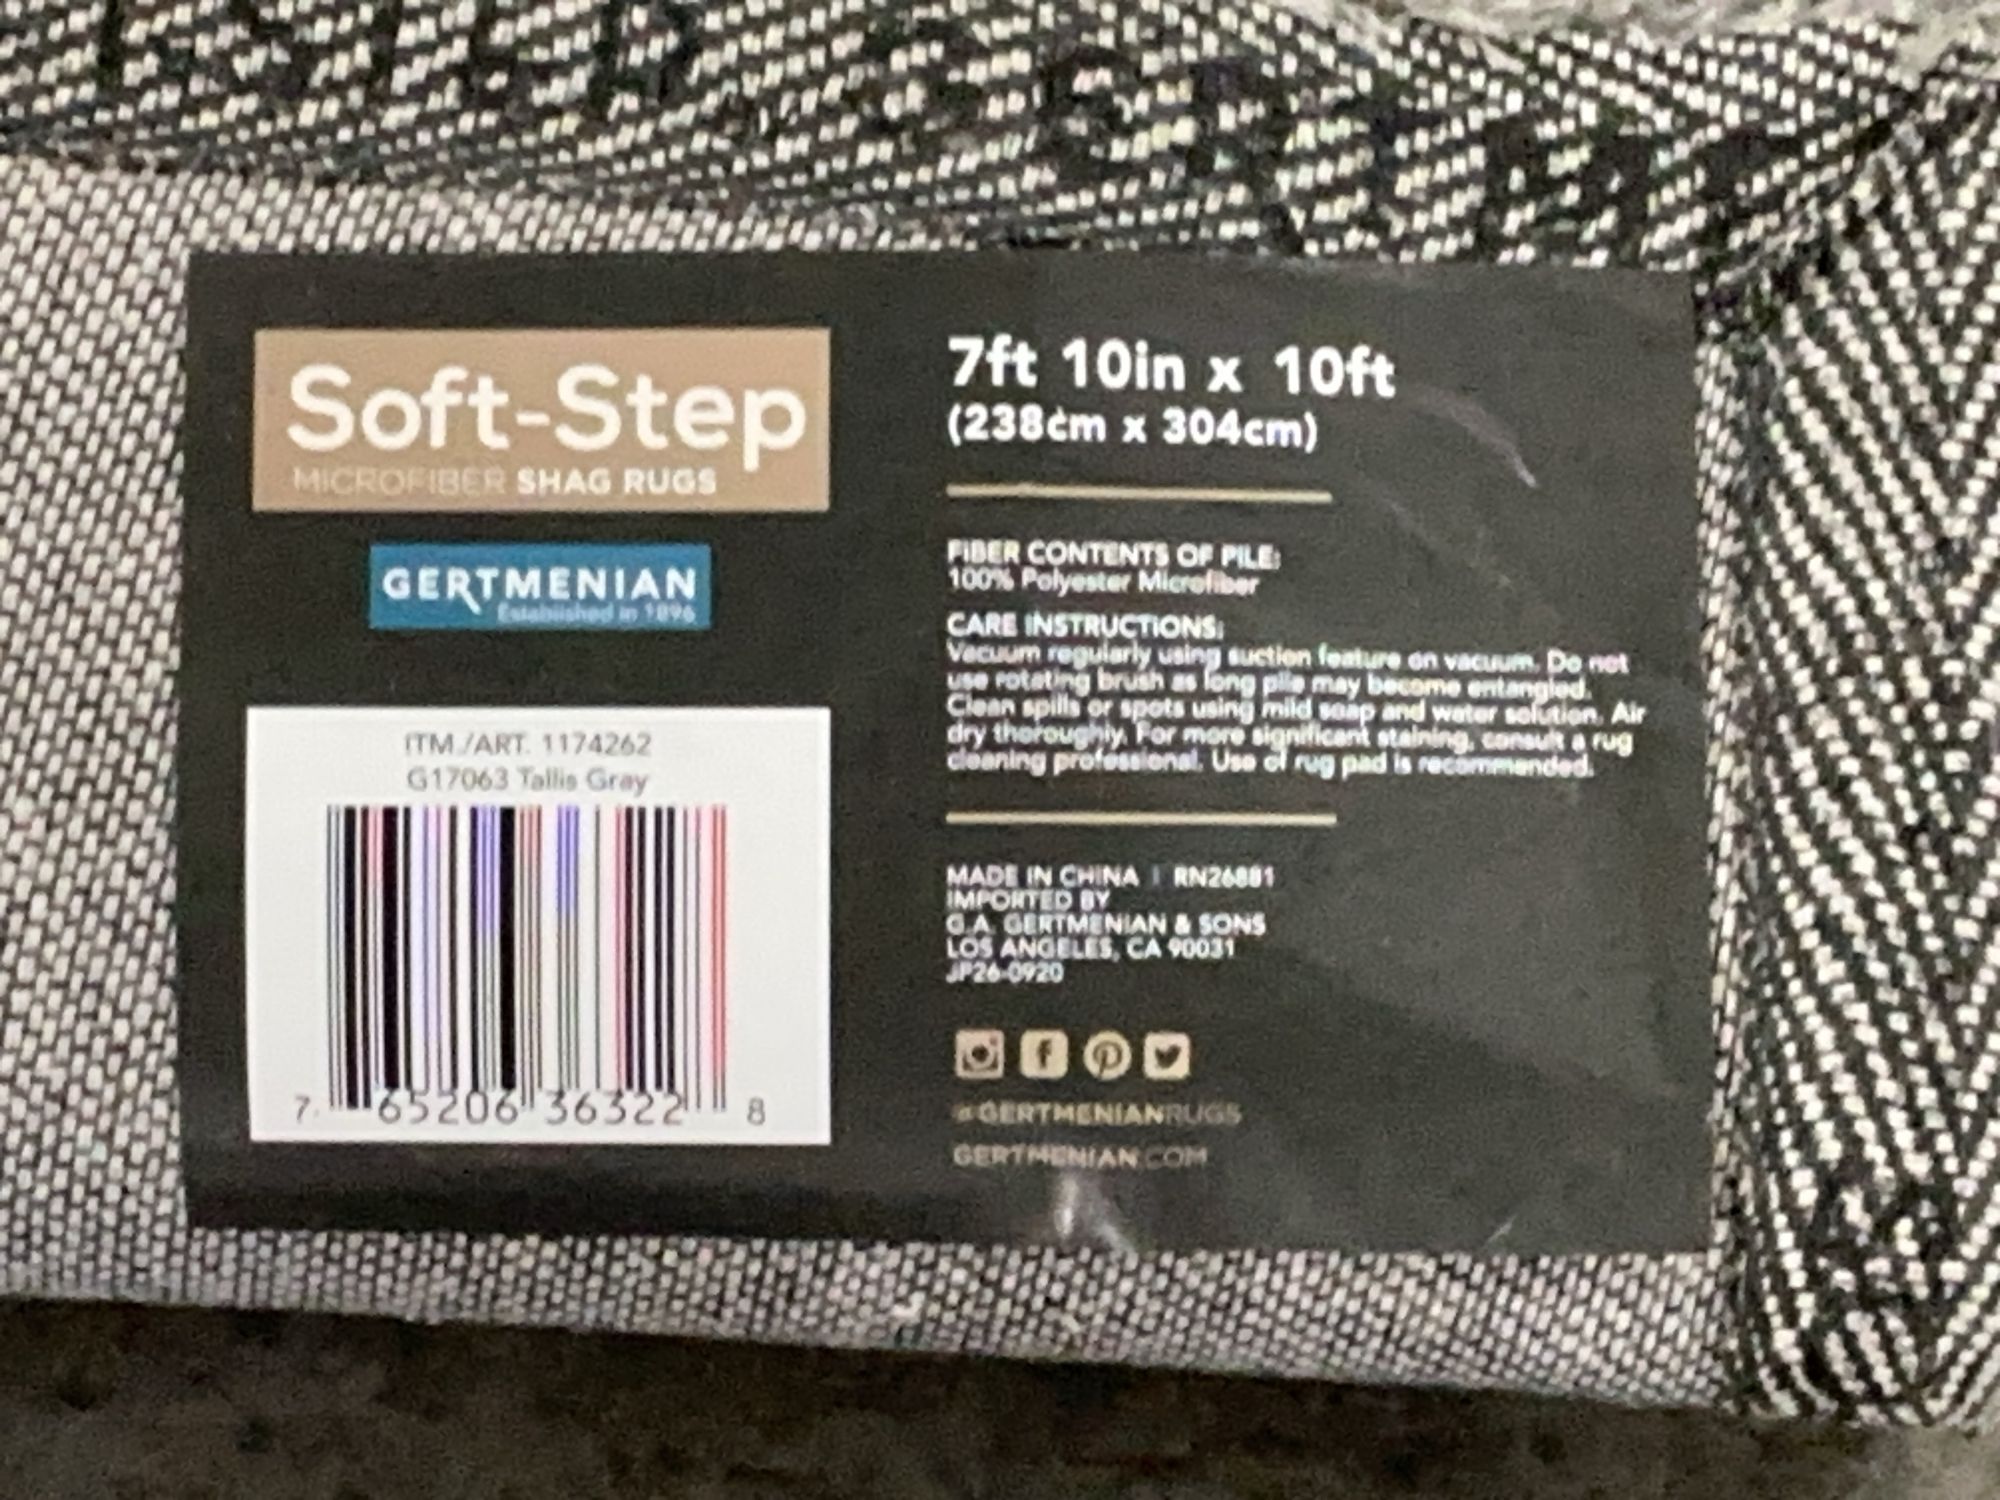 Soft-Step
MICROFIBER SHAG RUGS
GERTMENIAN
Established in 1896
ITM./ART. 1174262
G17063 Tallis Gray
7 65206 36322 8
7ft 10in x 10ft
(238cm x 304cm)
FIBER CONTENTS OF PILE:
100% Polyester Microfiber
CARE INSTRUCTIONS:
Vacuum regularly using suction feature on vacuum. Do not
use rotating brush as long pile may become entangled.
Clean spills or spots using mild soap and water solution. Air
dry thoroughly. For more significant staining, consult a rug
cleaning professional. Use of rug pad is recommended.
MADE IN CHINA | RN26881
IMPORTED BY
G.A. GERTMENIAN & SONS
LOS ANGELES, CA 90031
JP26-0920
@GERTMENIANRUGS
GERTMENIAN.COM